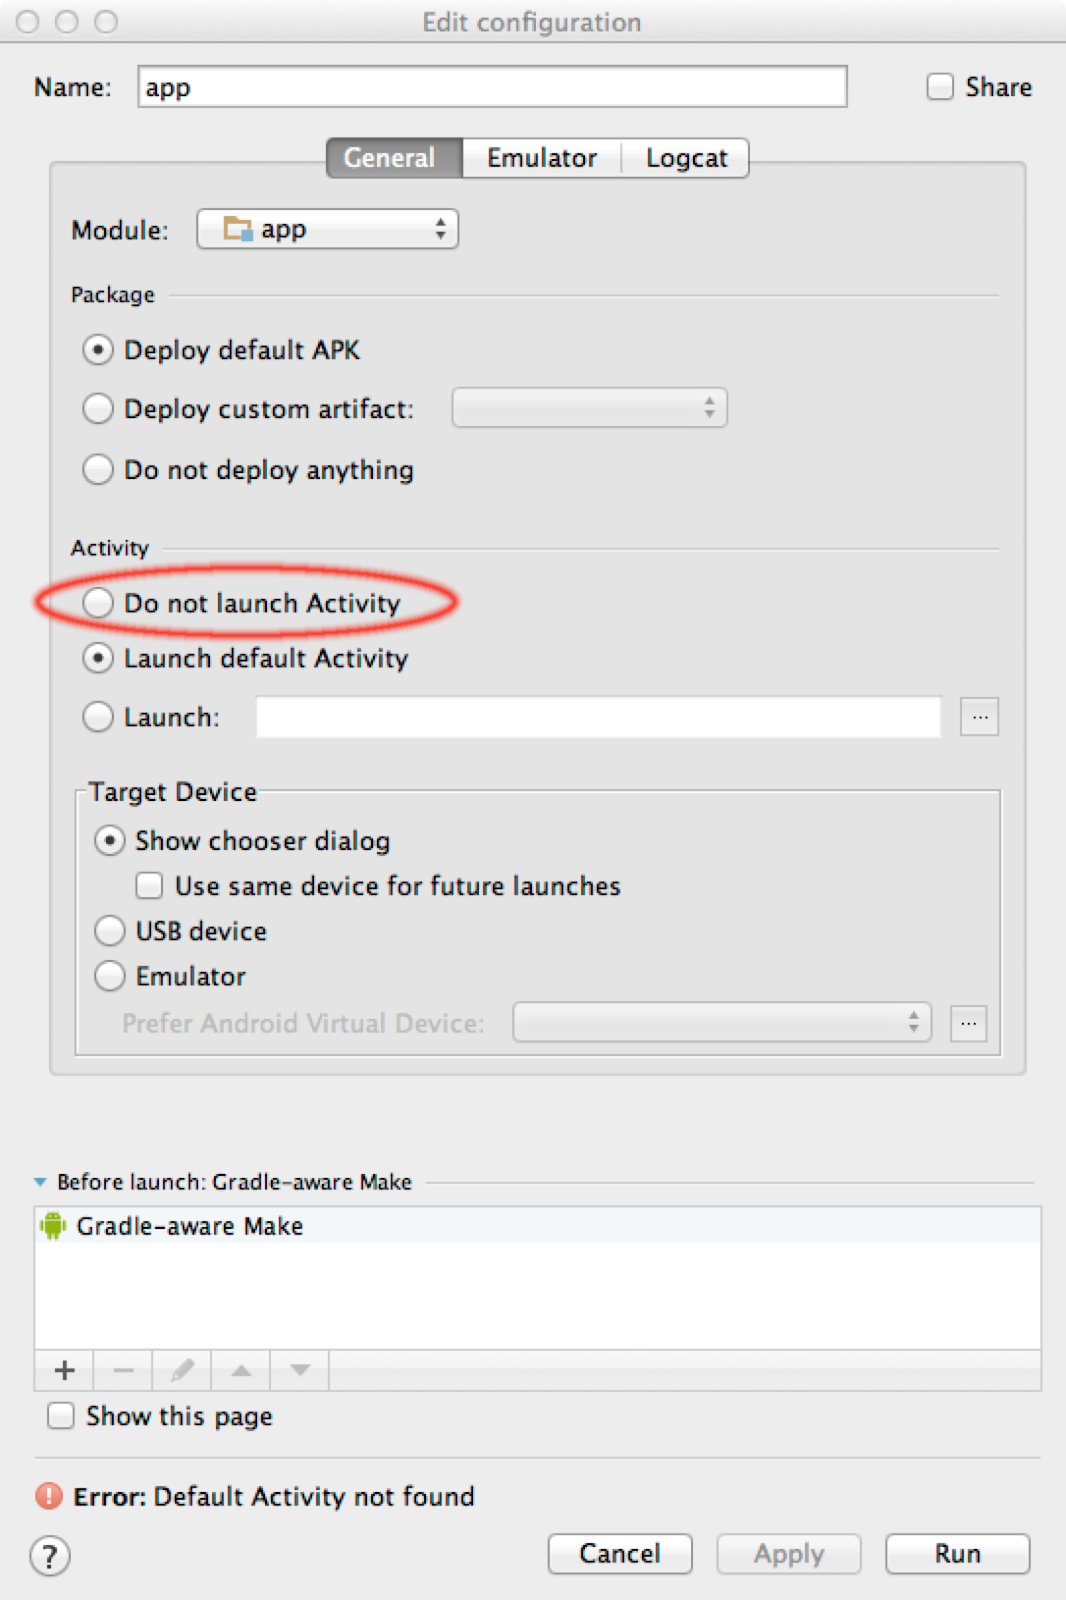 Edit configuration
Name: app Share
General Emulator Logcat
Module: app
Package
Deploy default APK
Deploy custom artifact:
Do not deploy anything
Activity
Do not launch Activity
Launch default Activity
Launch: ...
Target Device
Show chooser dialog
Use same device for future launches
USB device
Emulator
Prefer Android Virtual Device: ...
Before launch: Gradle-aware Make
Gradle-aware Make
Show this page
Error: Default Activity not found
? Cancel Apply Run